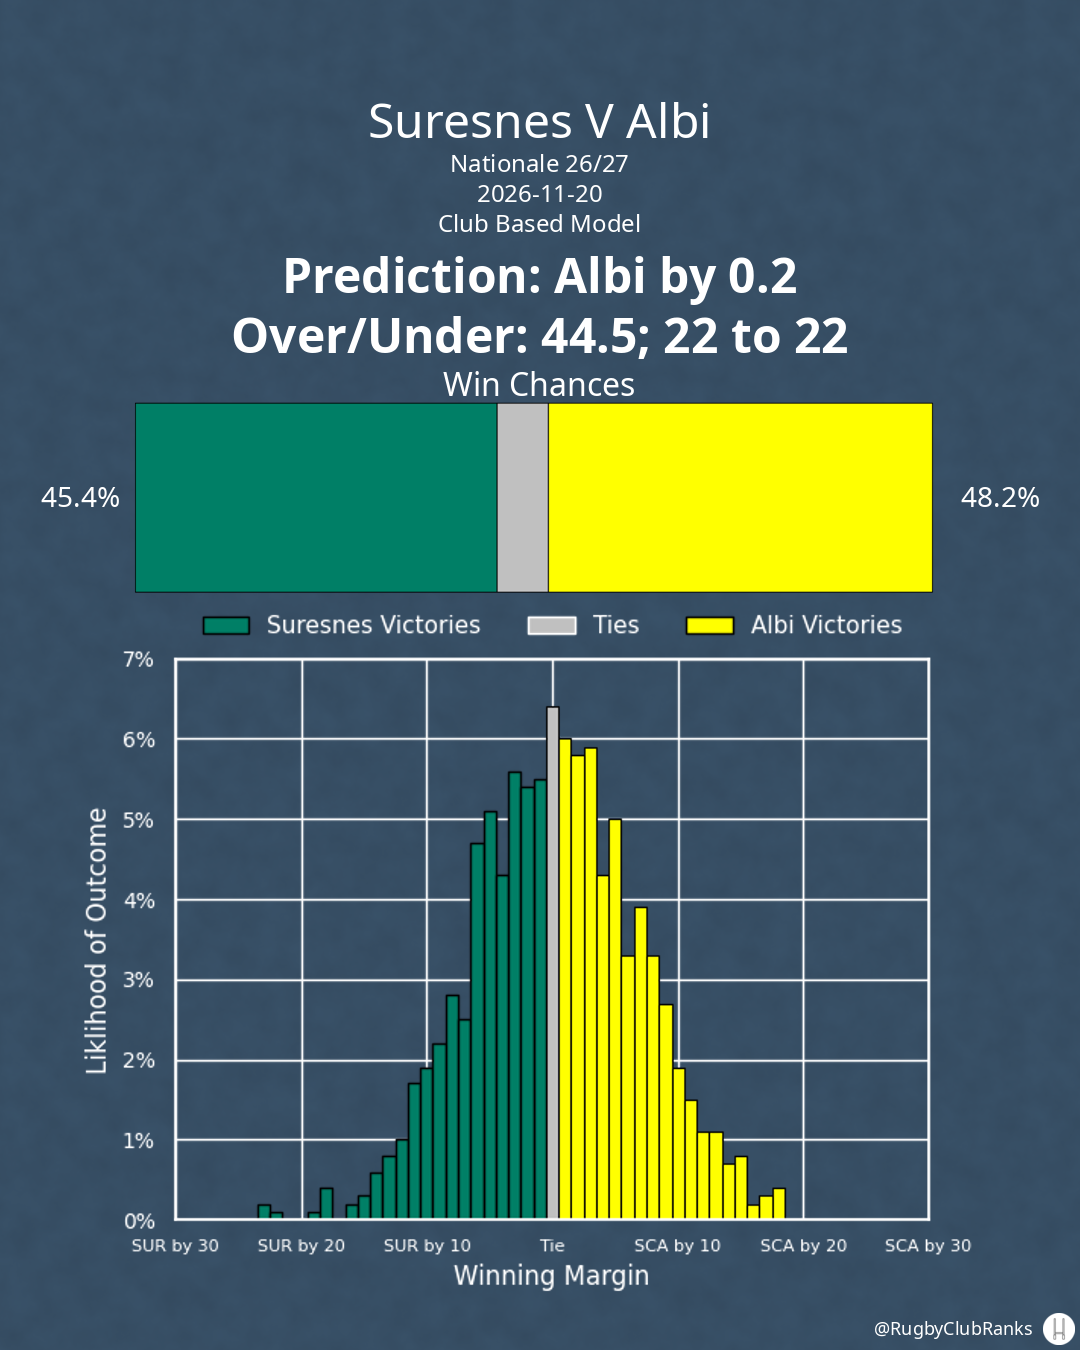 Suresnes V Albi
Nationale 26/27
2026-11-20
Club Based Model
Prediction: Albi by 0.2
Over/Under: 44.5; 22 to 22
Win Chances
45.4%
48.2%
Suresnes Victories
Ties
Albi Victories
7%
6%
5%
4%
3%
2%
1%
0%
Liklihood of Outcome
SUR by 30
SUR by 20
SUR by 10
Tie
SCA by 10
SCA by 20
SCA by 30
Winning Margin
@RugbyClubRanks